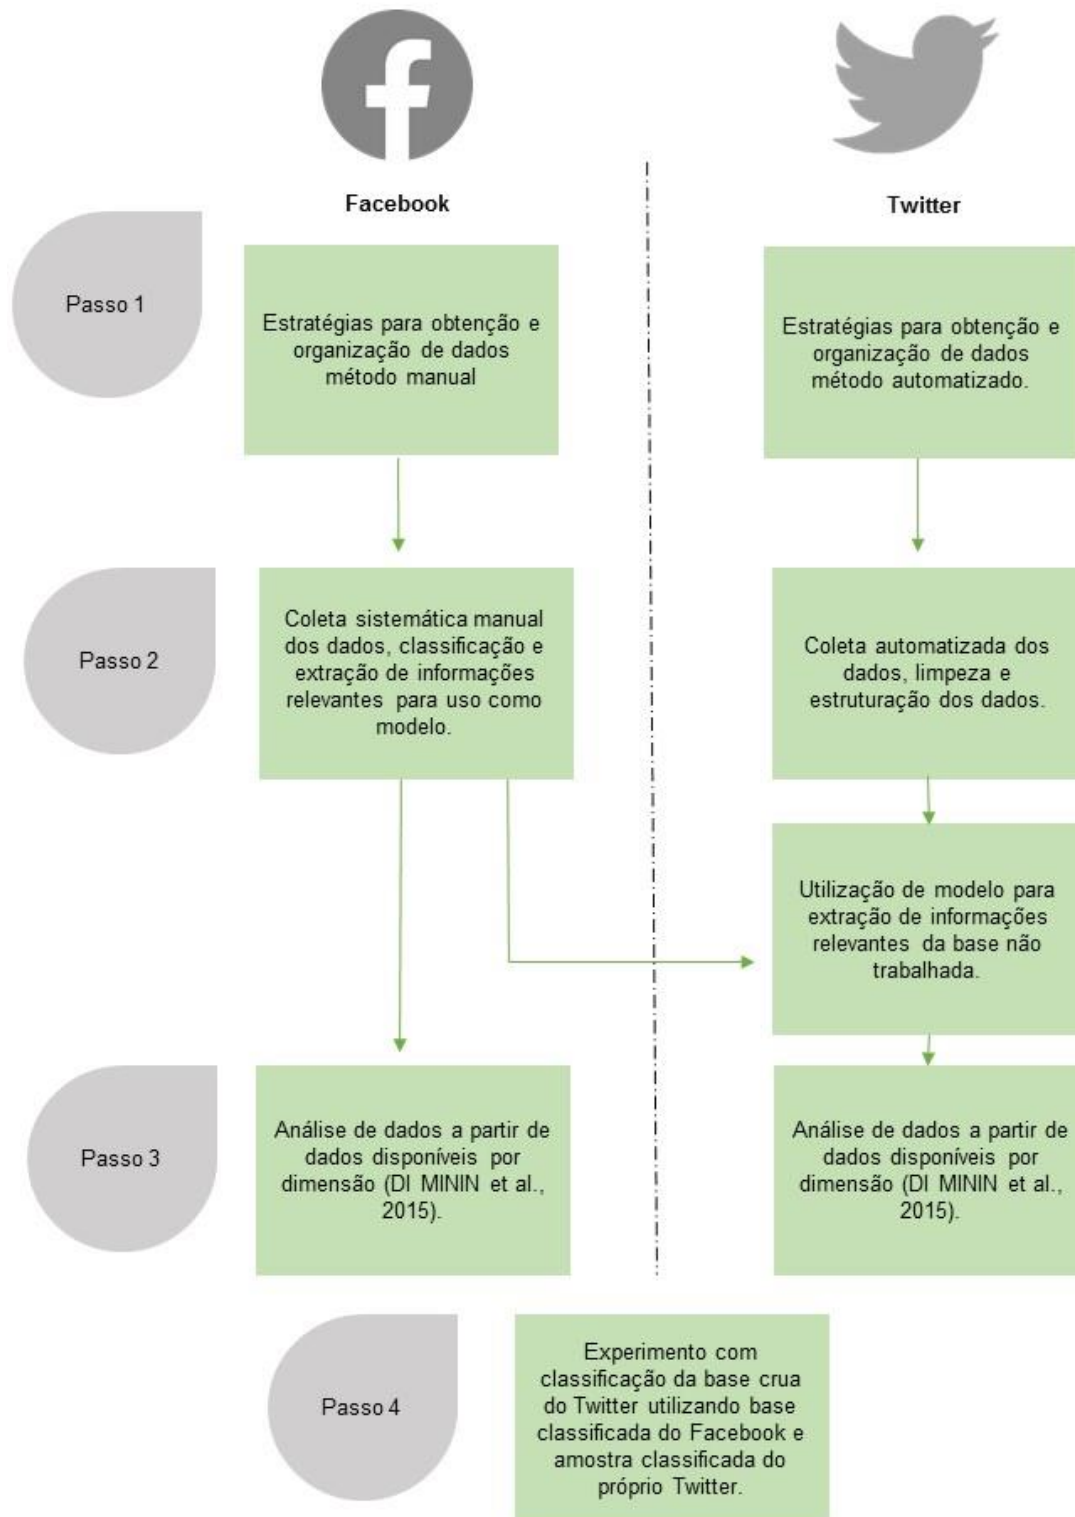 Facebook
Twitter
Passo 1
Estratégias para obtenção e
organização de dados
método manual
Estratégias para obtenção e
organização de dados
método automatizado.
Passo 2
Coleta sistemática manual
dos dados, classificação e
extração de informações
relevantes para uso como
modelo.
Coleta automatizada dos
dados, limpeza e
estruturação dos dados.
Utilização de modelo para
extração de informações
relevantes da base não
trabalhada.
Passo 3
Análise de dados a partir de
dados disponíveis por
dimensão (DI MININ et al.,
2015).
Análise de dados a partir de
dados disponíveis por
dimensão (DI MININ et al.,
2015).
Passo 4
Experimento com
classificação da base crua
do Twitter utilizando base
classificada do Facebook e
amostra classificada do
próprio Twitter.